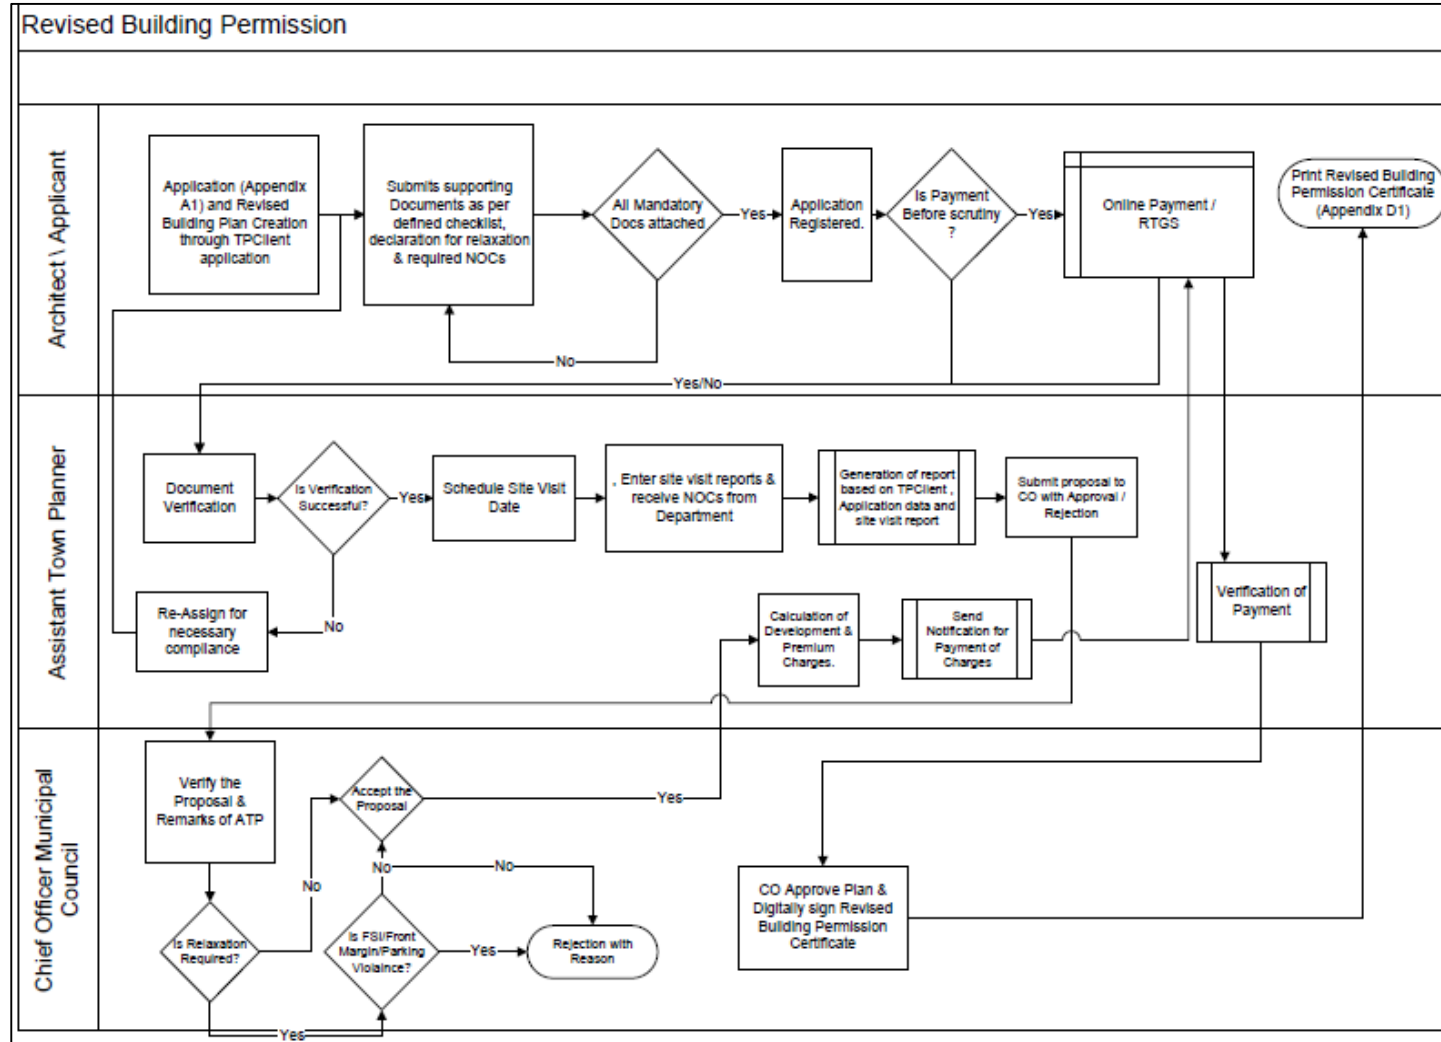 Revised Building Permission
Architect \ Applicant
Application (Appendix
A1) and Revised
Building Plan Creation
through TPClient
application
Submits supporting
Documents as per
defined checklist,
declaration for relaxation
& required NOCs
All Mandatory
Docs attached
Yes
No
Application
Registered.
Is Payment
Before scrutiny
?
Yes
Online Payment /
RTGS
Print Revised Building
Permission Certificate
(Appendix D1)
Yes/No
Assistant Town Planner
Document
Verification
Is Verification
Successful?
Yes
No
Schedule Site Visit
Date
, Enter site visit reports &
receive NOCs from
Department
Generation of report
based on TPClient ,
Application data and
site visit report
Submit proposal to
CO with Approval /
Rejection
Re-Assign for
necessary
compliance
Calculation of
Development &
Premium
Charges.
Send
Notification for
Payment of
Charges
Verification of
Payment
Chief Officer Municipal
Council
Verify the
Proposal &
Remarks of ATP
Accept the
Proposal
Yes
No
No
No
Is Relaxation
Required?
Yes
Is FSI/Front
Margin/Parking
Violaince?
Yes
Rejection with
Reason
CO Approve Plan &
Digitally sign Revised
Building Permission
Certificate